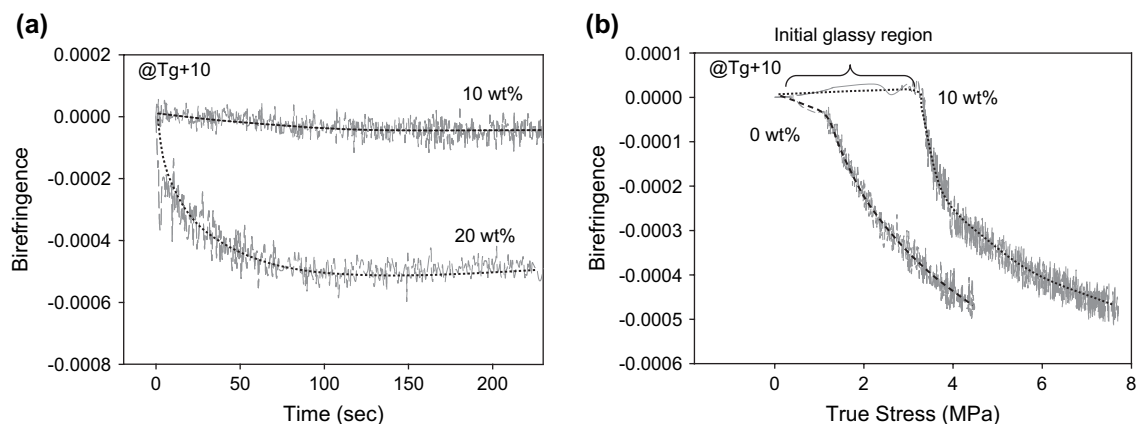 (a)
0.0002
0.0000
-0.0002
-0.0004
-0.0006
-0.0008
Birefringence
@Tg+10
10 wt%
20 wt%
0
50
100
150
200
Time (sec)
(b)
Initial glassy region
0.0001
0.0000
-0.0001
-0.0002
-0.0003
-0.0004
-0.0005
-0.0006
Birefringence
@Tg+10
10 wt%
0 wt%
0
2
4
6
8
True Stress (MPa)